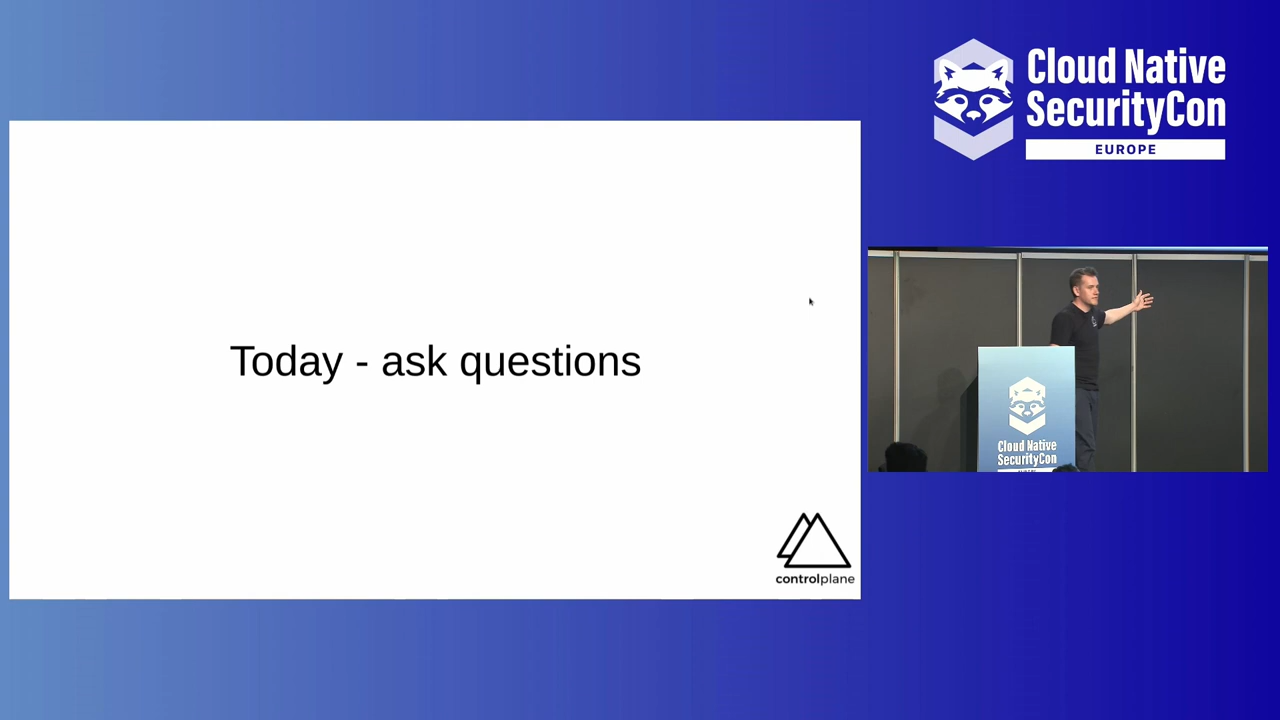 Cloud Native
SecurityCon
EUROPE
Today - ask questions
controlplane
Cloud Native
SecurityCon